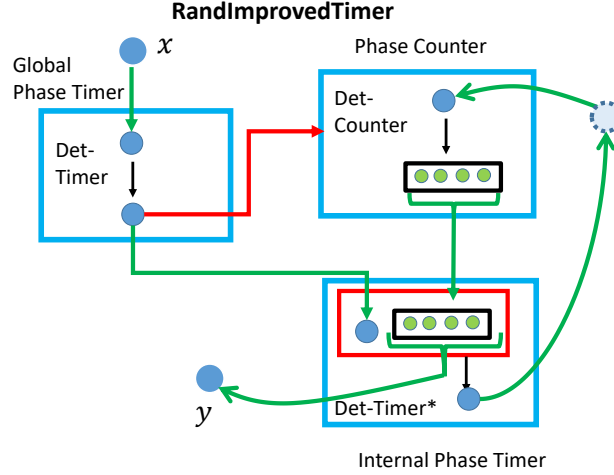 RandImprovedTimer
x
Phase Counter
Global
Phase Timer
Det-
Counter
Det-
Timer
y
Det-Timer*
Internal Phase Timer